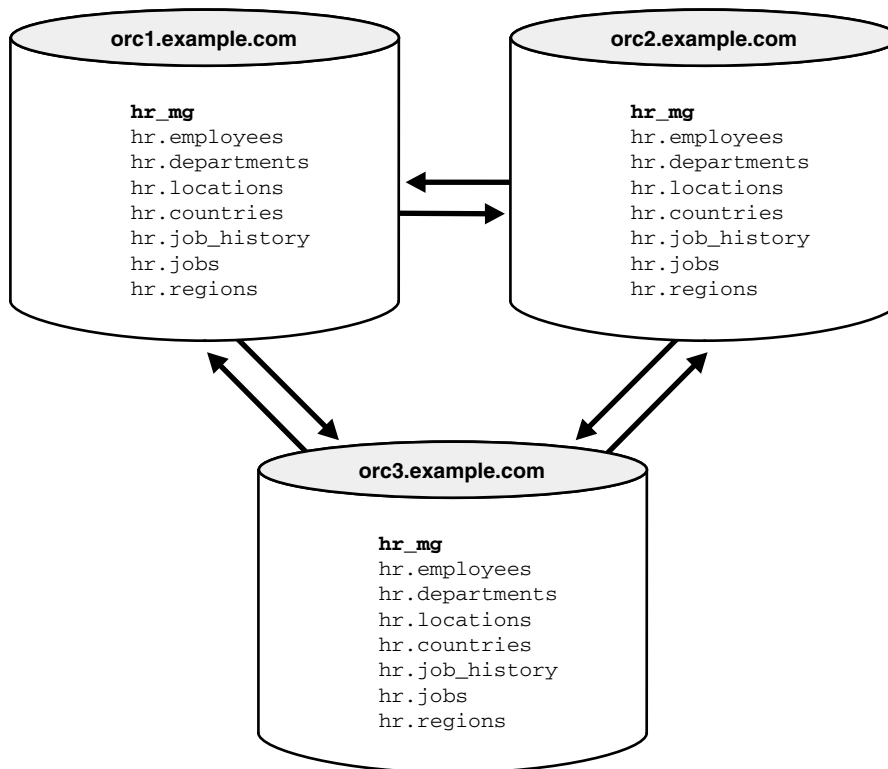 orc1.example.com
hr_mg
hr.employees
hr.departments
hr.locations
hr.countries
hr.job_history
hr.jobs
hr.regions
orc2.example.com
hr_mg
hr.employees
hr.departments
hr.locations
hr.countries
hr.job_history
hr.jobs
hr.regions
orc3.example.com
hr_mg
hr.employees
hr.departments
hr.locations
hr.countries
hr.job_history
hr.jobs
hr.regions